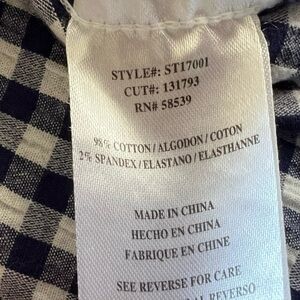 STYLE#: ST17001
CUT#: 131793
RN# 58539
98% COTTON/ALGODON/COTON
2% SPANDEX/ELASTANO/ELASTHANNE
MADE IN CHINA
HECHO EN CHINA
FABRIQUE EN CHINE
SEE REVERSE FOR CARE
REVERSO